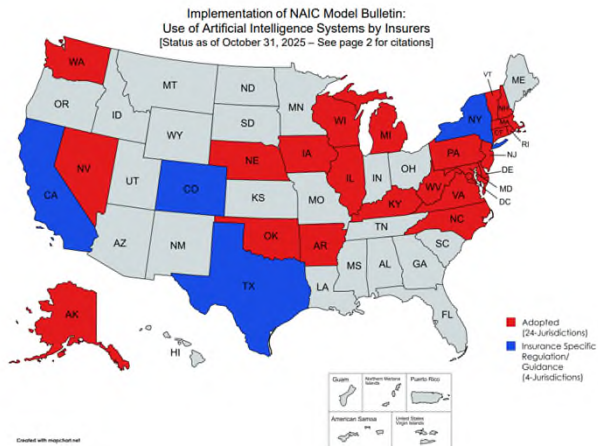 Implementation of NAIC Model Bulletin:
Use of Artificial Intelligence Systems by Insurers
[Status as of October 31, 2025 – See page 2 for citations]
WA
MT
ND
MN
VT
ME
OR
ID
SD
WI
MI
NY
NH
MA
CT
RI
WY
NE
IA
PA
NJ
NV
UT
CO
IL
IN
OH
DE
MD
DC
CA
KS
MO
KY
WV
VA
AZ
NM
OK
AR
TN
NC
SC
TX
LA
MS
AL
GA
FL
AK
HI
Adopted
(24-Jurisdictions)
Insurance Specific
Regulation/
Guidance
(4-Jurisdictions)
Guam
Northern Mariana
Islands
Puerto Rico
American Samoa
United States
Virgin Islands
Created with mapchart.net